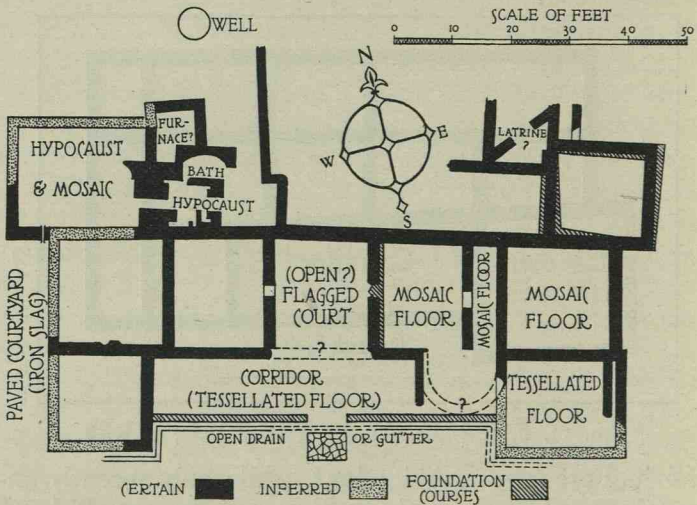 WELL
SCALE OF FEET
0 10 20 30 40 50
N
E
W
S
FUR-
NACE?
LATRINE
?
HYPOCAUST
& MOSAIC
BATH
HYPOCAUST
PAVED COURTYARD
(IRON SLAG)
(OPEN?)
FLAGGED
COURT
MOSAIC
FLOOR
MOSAIC FLOOR
MOSAIC
FLOOR
?
CORRIDOR
(TESSELLATED FLOOR)
?
TESSELLATED
FLOOR
OPEN DRAIN OR GUTTER
CERTAIN INFERRED FOUNDATION
COURSES